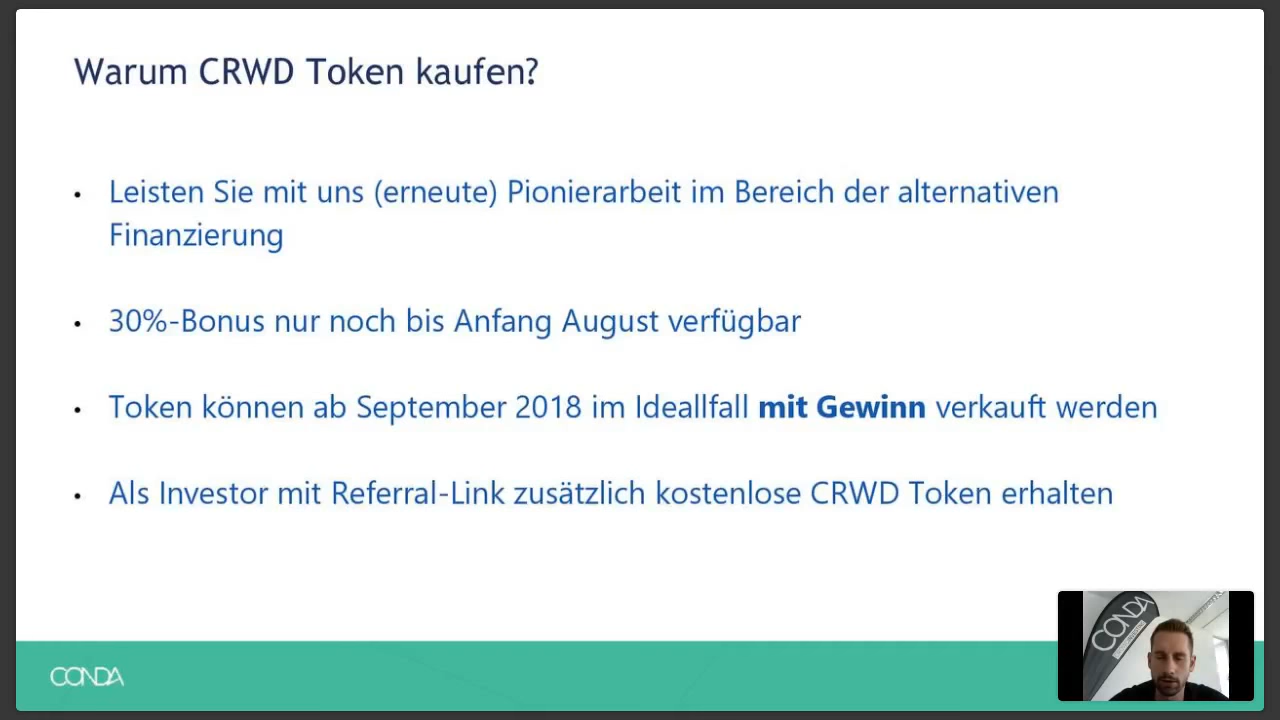 Warum CRWD Token kaufen?
• Leisten Sie mit uns (erneute) Pionierarbeit im Bereich der alternativen
Finanzierung
• 30%-Bonus nur noch bis Anfang August verfügbar
• Token können ab September 2018 im Ideallfall mit Gewinn verkauft werden
• Als Investor mit Referral-Link zusätzlich kostenlose CRWD Token erhalten
CONDA
CONDA